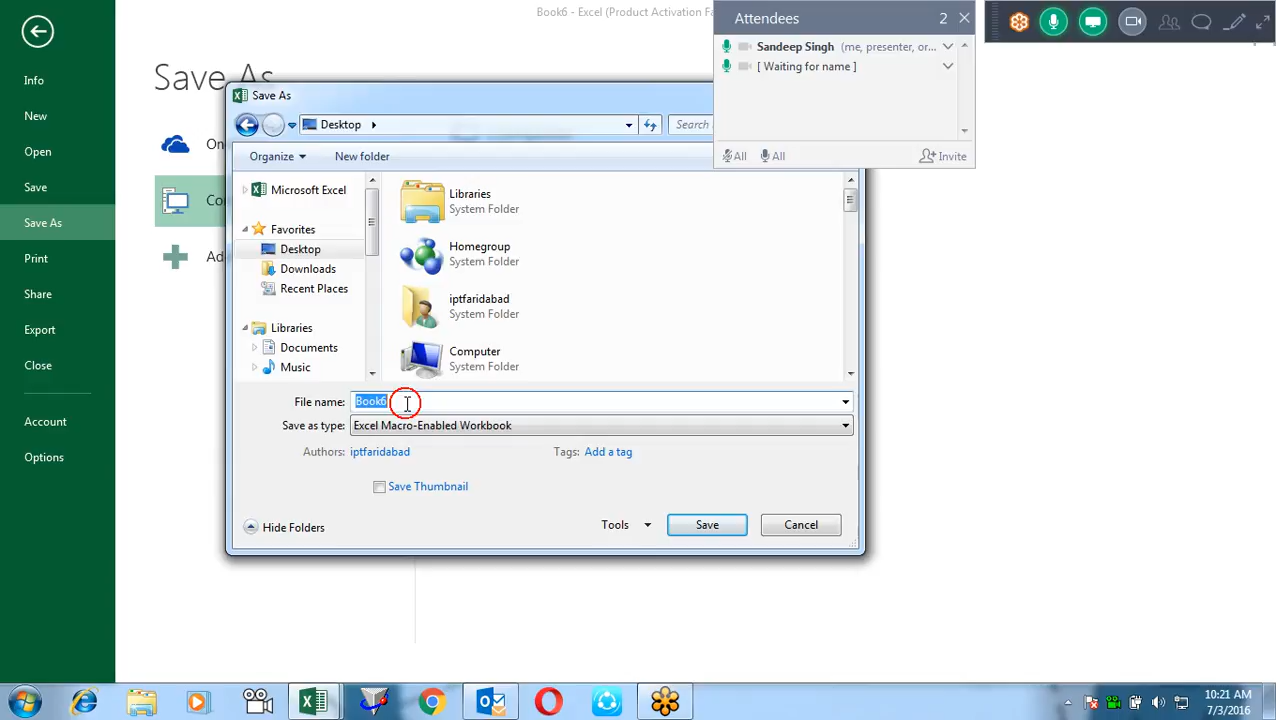 Book6 - Excel (Product Activation Fa
Attendees 2
Sandeep Singh (me, presenter, or...
[ Waiting for name ]
All All Invite
Info
New
Open
Save
Save As
Print
Share
Export
Close
Account
Options
Save As
On
Co
Ad
Save As
Desktop
Search
Organize New folder
Microsoft Excel
Favorites
Desktop
Downloads
Recent Places
Libraries
Documents
Music
Libraries
System Folder
Homegroup
System Folder
iptfaridabad
System Folder
Computer
System Folder
File name: Book6
Save as type: Excel Macro-Enabled Workbook
Authors: iptfaridabad Tags: Add a tag
Save Thumbnail
Hide Folders Tools Save Cancel
10:21 AM
7/3/2016